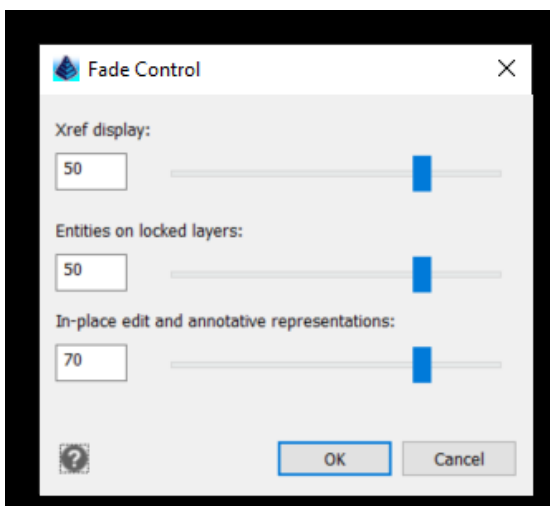 Fade Control
Xref display:
50
Entities on locked layers:
50
In-place edit and annotative representations:
70
?
OK
Cancel